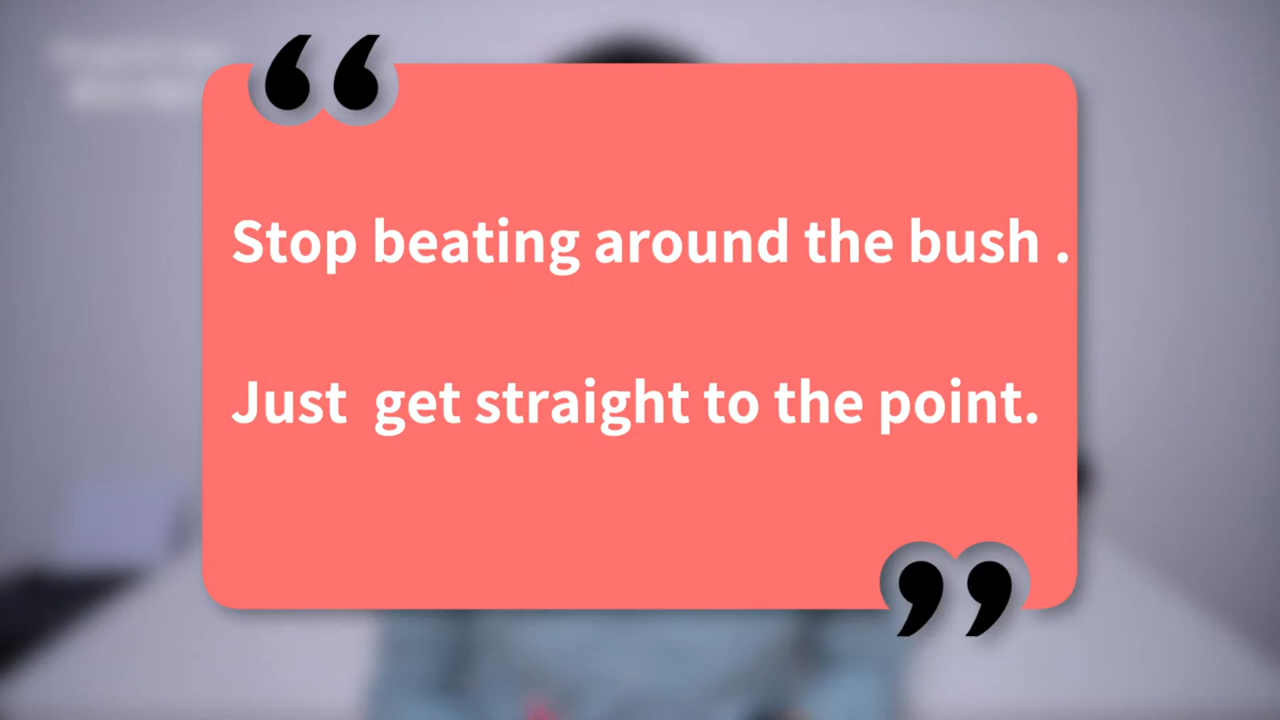 “
Stop beating around the bush .
Just  get straight to the point.
”